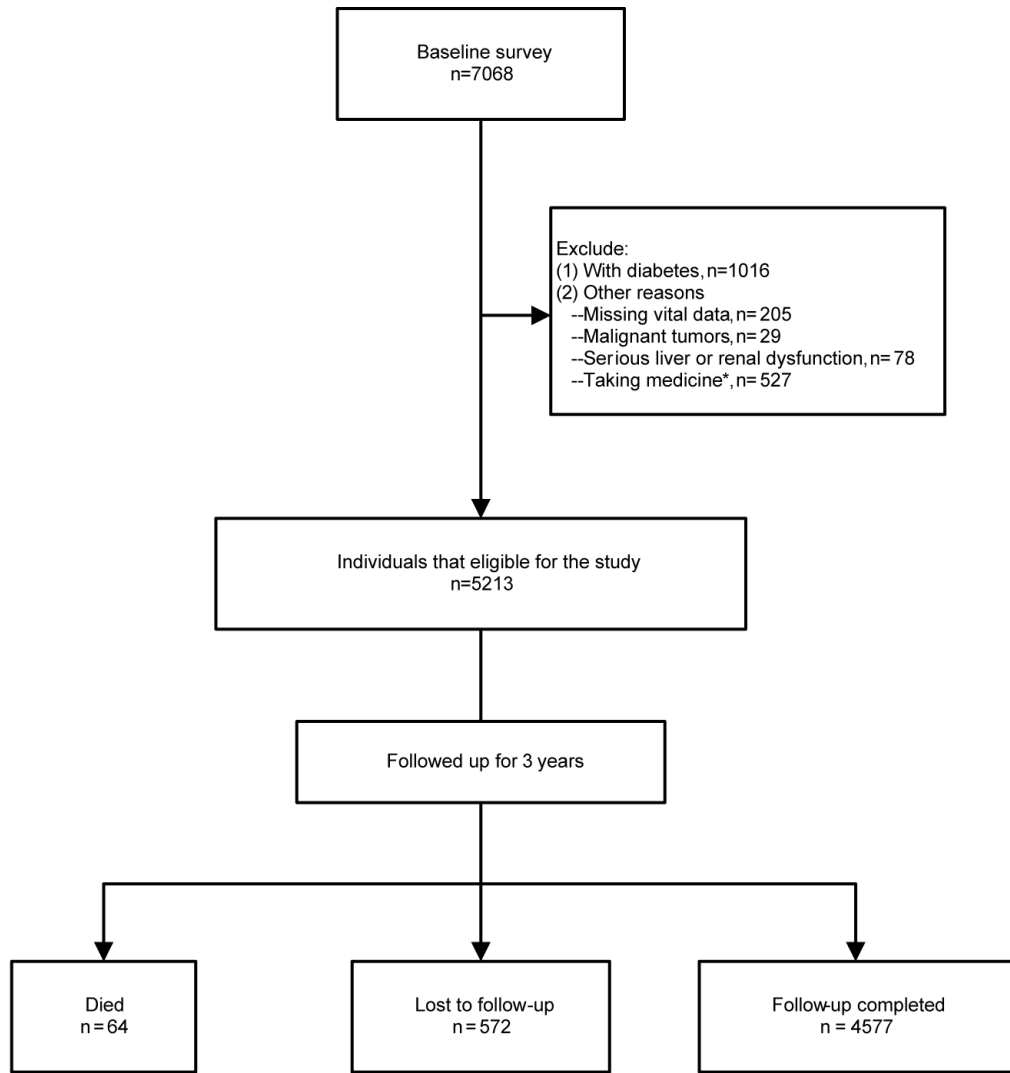 Baseline survey
n=7068
Exclude:
(1) With diabetes, n=1016
(2) Other reasons
--Missing vital data, n= 205
--Malignant tumors, n= 29
--Serious liver or renal dysfunction, n= 78
--Taking medicine*, n= 527
Individuals that eligible for the study
n=5213
Followed up for 3 years
Died
n= 64
Lost to follow-up
n= 572
Follow-up completed
n = 4577